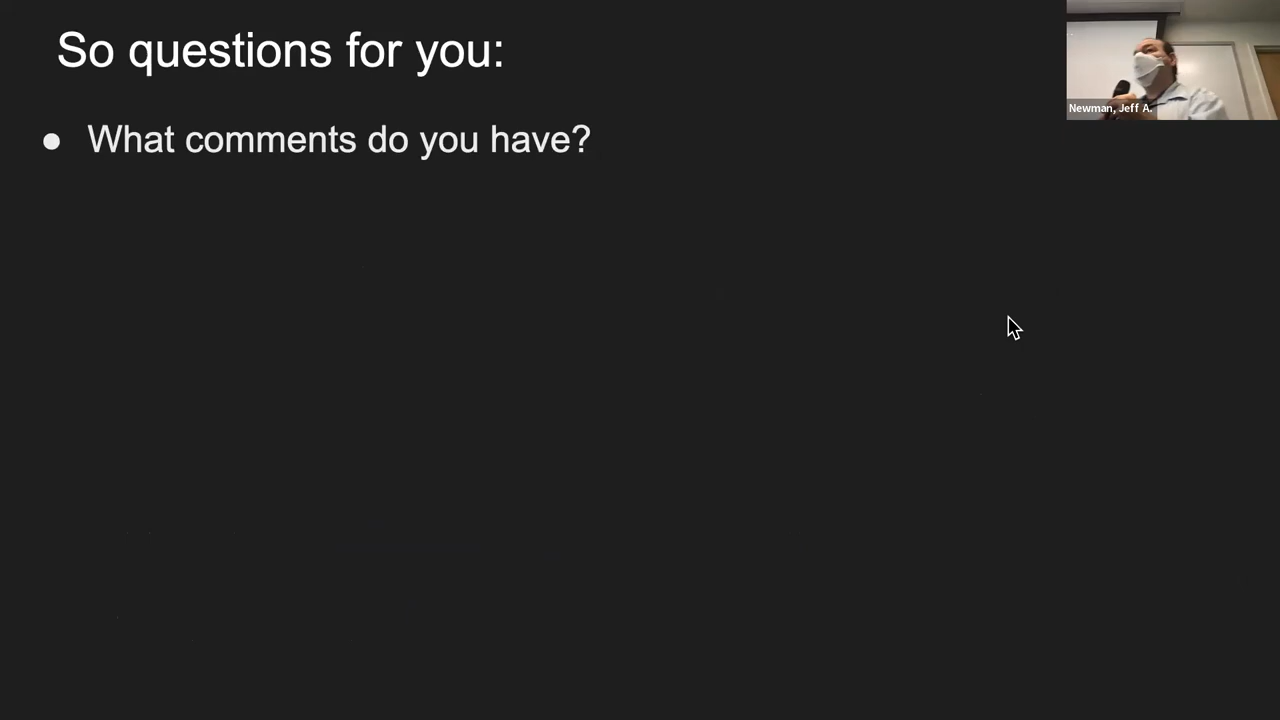 So questions for you:
● What comments do you have?
Newman, Jeff A.